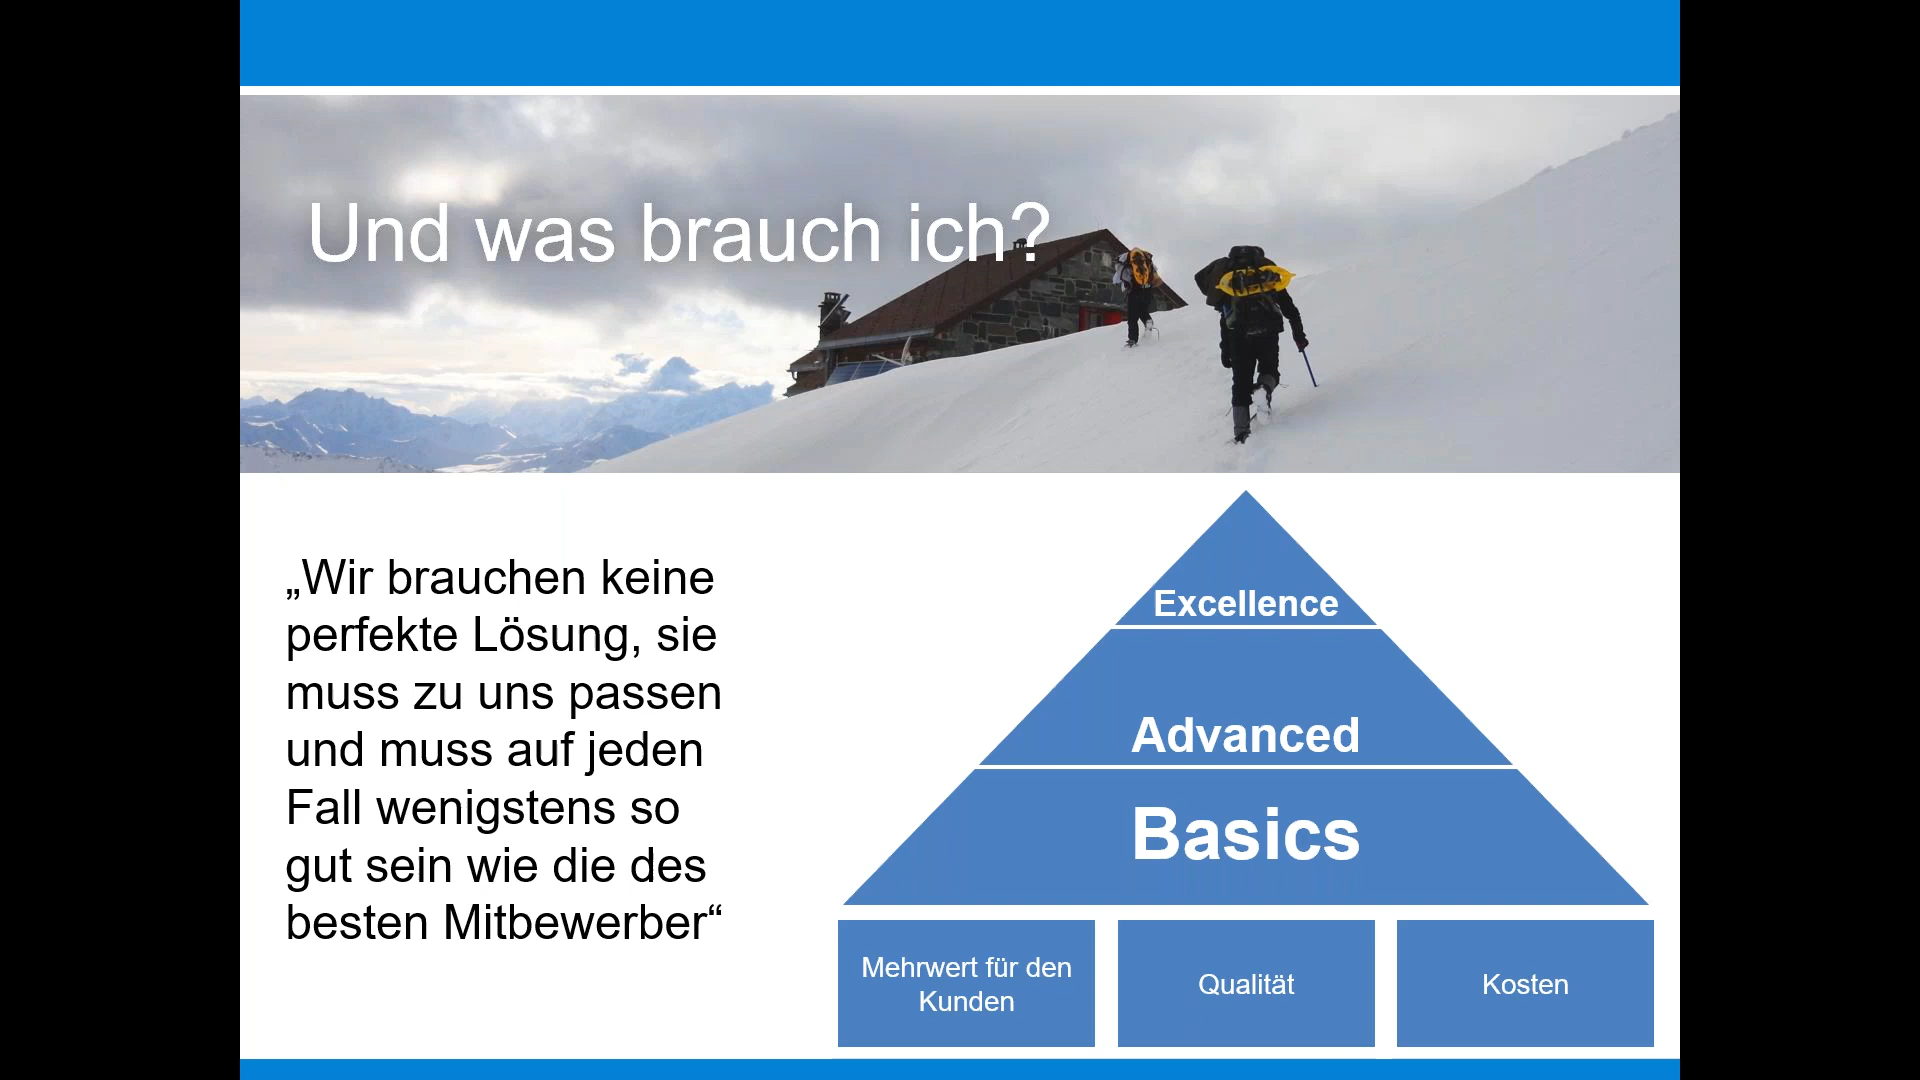 Und was brauch ich?
„Wir brauchen keine
perfekte Lösung, sie
muss zu uns passen
und muss auf jeden
Fall wenigstens so
gut sein wie die des
besten Mitbewerber“
Excellence
Advanced
Basics
Mehrwert für den
Kunden
Qualität
Kosten